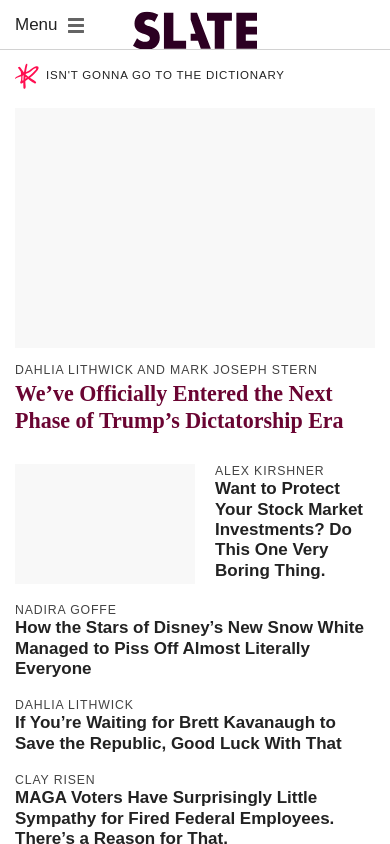 Menu
SLATE
ISN'T GONNA GO TO THE DICTIONARY
DAHLIA LITHWICK AND MARK JOSEPH STERN
We’ve Officially Entered the Next
Phase of Trump’s Dictatorship Era
ALEX KIRSHNER
Want to Protect
Your Stock Market
Investments? Do
This One Very
Boring Thing.
NADIRA GOFFE
How the Stars of Disney’s New Snow White
Managed to Piss Off Almost Literally
Everyone
DAHLIA LITHWICK
If You’re Waiting for Brett Kavanaugh to
Save the Republic, Good Luck With That
CLAY RISEN
MAGA Voters Have Surprisingly Little
Sympathy for Fired Federal Employees.
There’s a Reason for That.